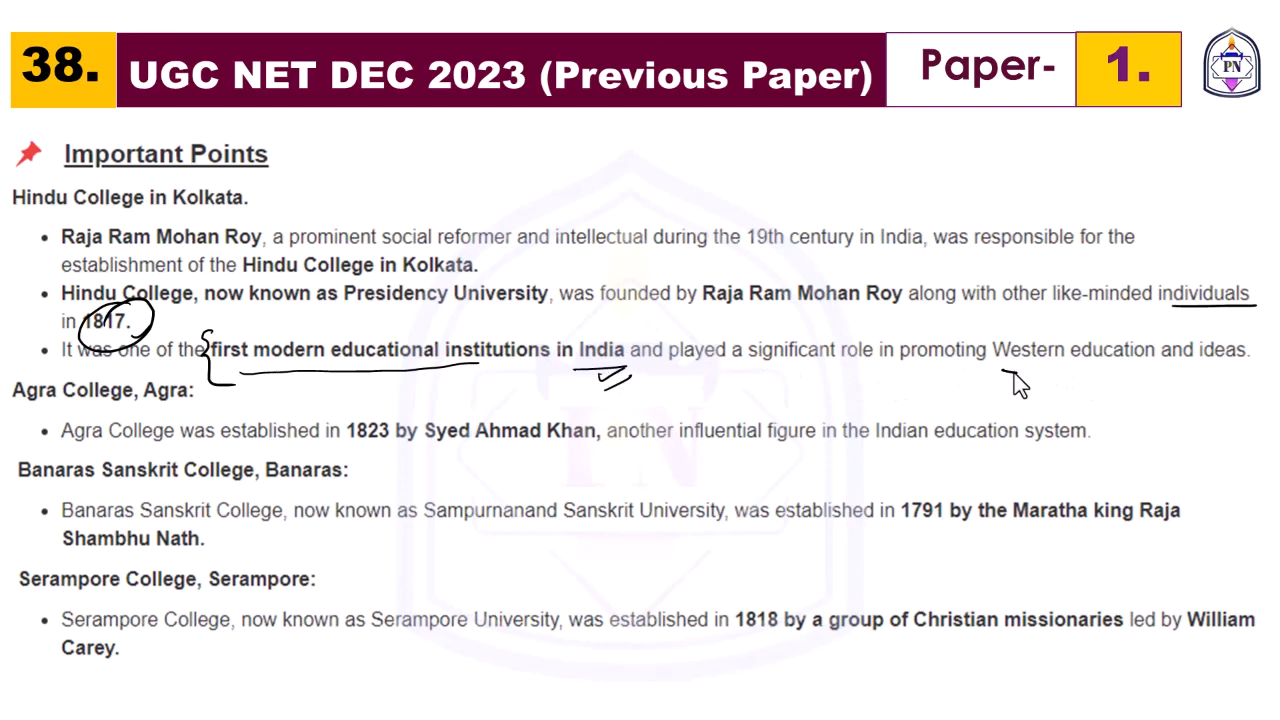 38. UGC NET DEC 2023 (Previous Paper) Paper- 1. PN
Important Points
Hindu College in Kolkata.
• Raja Ram Mohan Roy, a prominent social reformer and intellectual during the 19th century in India, was responsible for the
establishment of the Hindu College in Kolkata.
• Hindu College, now known as Presidency University, was founded by Raja Ram Mohan Roy along with other like-minded individuals
in 1817.
• It was one of the first modern educational institutions in India and played a significant role in promoting Western education and ideas.
Agra College, Agra:
• Agra College was established in 1823 by Syed Ahmad Khan, another influential figure in the Indian education system.
Banaras Sanskrit College, Banaras:
• Banaras Sanskrit College, now known as Sampurnanand Sanskrit University, was established in 1791 by the Maratha king Raja
Shambhu Nath.
Serampore College, Serampore:
• Serampore College, now known as Serampore University, was established in 1818 by a group of Christian missionaries led by William
Carey.
PN